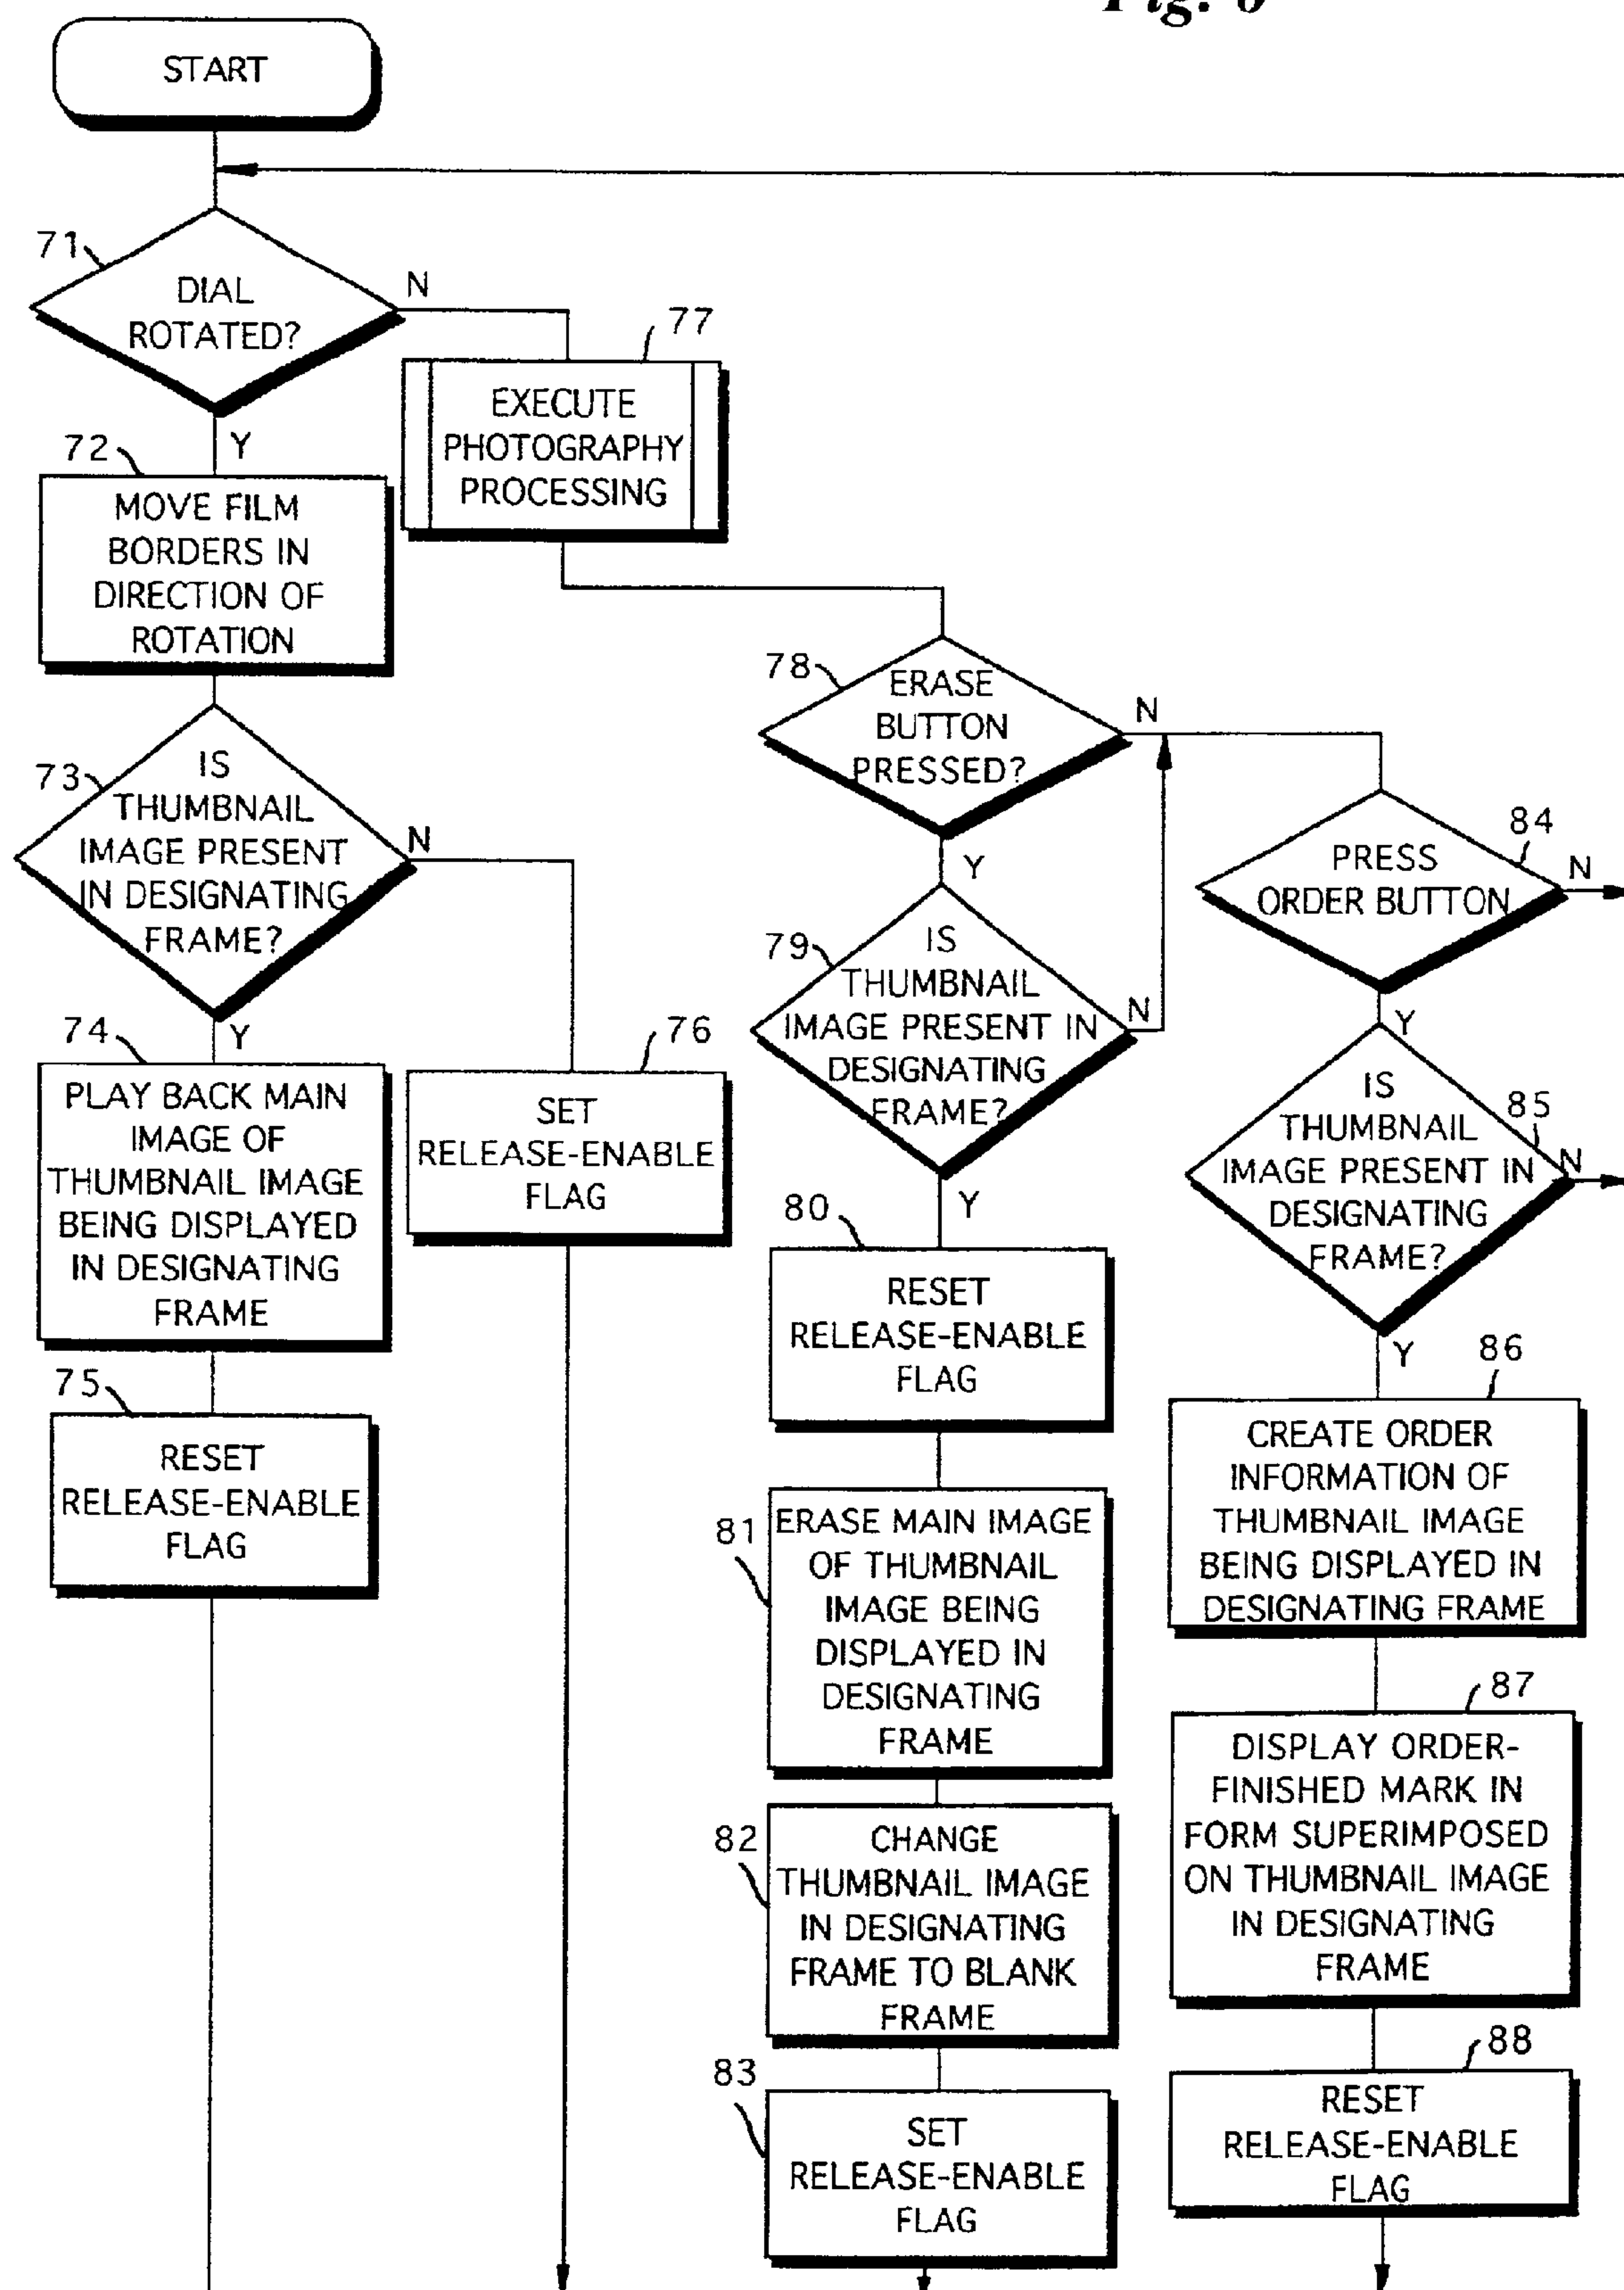 START
71
DIAL
ROTATED?
N
Y
72
MOVE FILM
BORDERS IN
DIRECTION OF
ROTATION
73
IS
THUMBNAIL
IMAGE PRESENT
IN DESIGNATING
FRAME?
N
Y
74
PLAY BACK MAIN
IMAGE OF
THUMBNAIL IMAGE
BEING DISPLAYED
IN DESIGNATING
FRAME
75
RESET
RELEASE-ENABLE
FLAG
76
SET
RELEASE-ENABLE
FLAG
77
EXECUTE
PHOTOGRAPHY
PROCESSING
78
ERASE
BUTTON
PRESSED?
N
Y
79
IS
THUMBNAIL
IMAGE PRESENT IN
DESIGNATING
FRAME?
N
Y
80
RESET
RELEASE-ENABLE
FLAG
81
ERASE MAIN IMAGE
OF THUMBNAIL
IMAGE BEING
DISPLAYED IN
DESIGNATING
FRAME
82
CHANGE
THUMBNAIL IMAGE
IN DESIGNATING
FRAME TO BLANK
FRAME
83
SET
RELEASE-ENABLE
FLAG
84
PRESS
ORDER BUTTON
N
Y
85
IS
THUMBNAIL
IMAGE PRESENT IN
DESIGNATING
FRAME?
N
Y
86
CREATE ORDER
INFORMATION OF
THUMBNAIL IMAGE
BEING DISPLAYED IN
DESIGNATING FRAME
87
DISPLAY ORDER-
FINISHED MARK IN
FORM SUPERIMPOSED
ON THUMBNAIL IMAGE
IN DESIGNATING
FRAME
88
RESET
RELEASE-ENABLE
FLAG